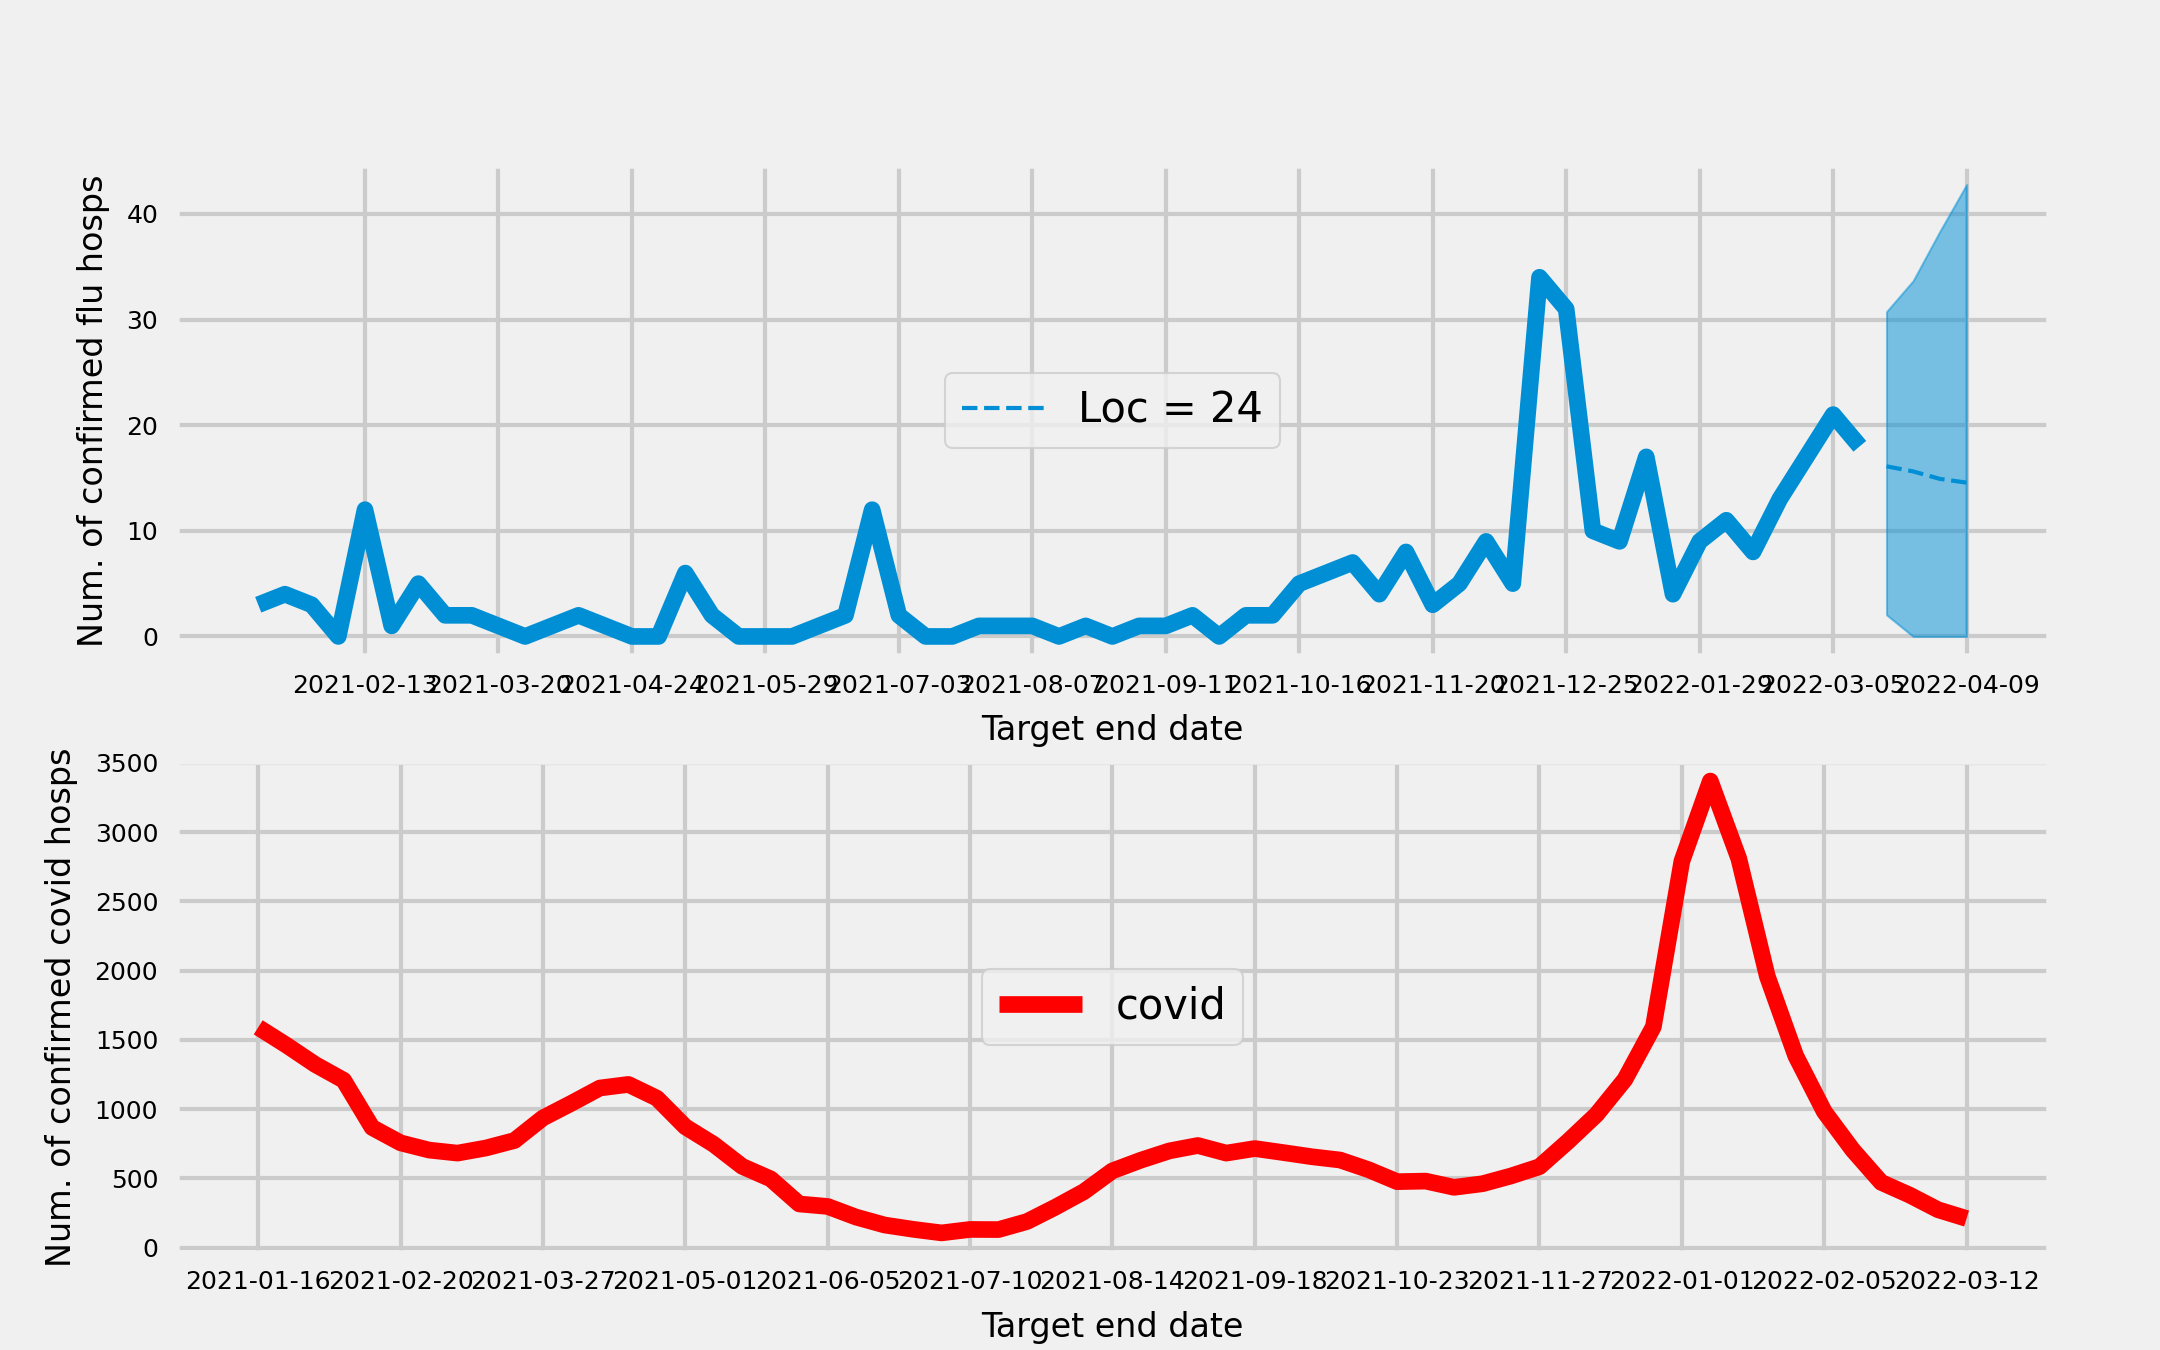 Num. of confirmed flu hosps
40
30
20
10
0
Loc = 24
2021-02-13 2021-03-20 2021-04-24 2021-05-29 2021-07-03 2021-08-07 2021-09-11 2021-10-16 2021-11-20 2021-12-25 2022-01-29 2022-03-05 2022-04-09
Target end date
Num. of confirmed covid hosps
3500
3000
2500
2000
1500
1000
500
0
covid
2021-01-16 2021-02-20 2021-03-27 2021-05-01 2021-06-05 2021-07-10 2021-08-14 2021-09-18 2021-10-23 2021-11-27 2022-01-01 2022-02-05 2022-03-12
Target end date